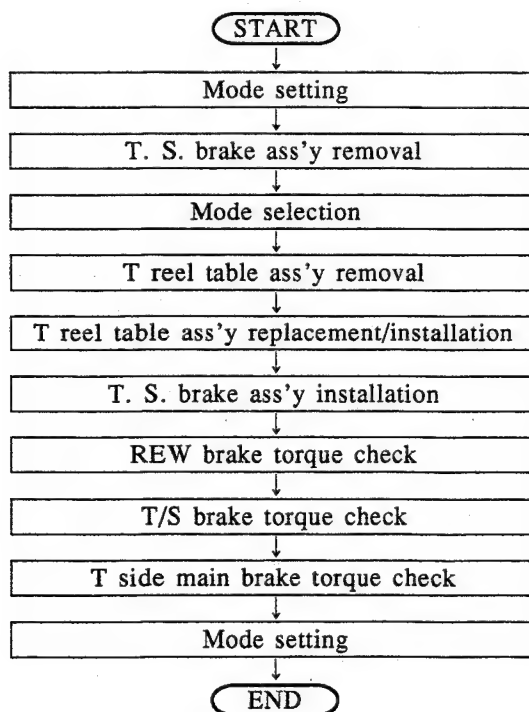 START
Mode setting
T. S. brake ass'y removal
Mode selection
T reel table ass'y removal
T reel table ass'y replacement/installation
T. S. brake ass'y installation
REW brake torque check
T/S brake torque check
T side main brake torque check
Mode setting
END